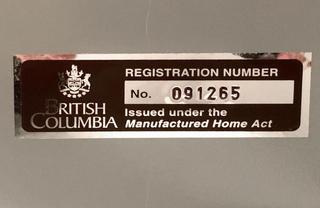 REGISTRATION NUMBER
No. 091265
BRITISH
COLUMBIA
Issued under the
Manufactured Home Act